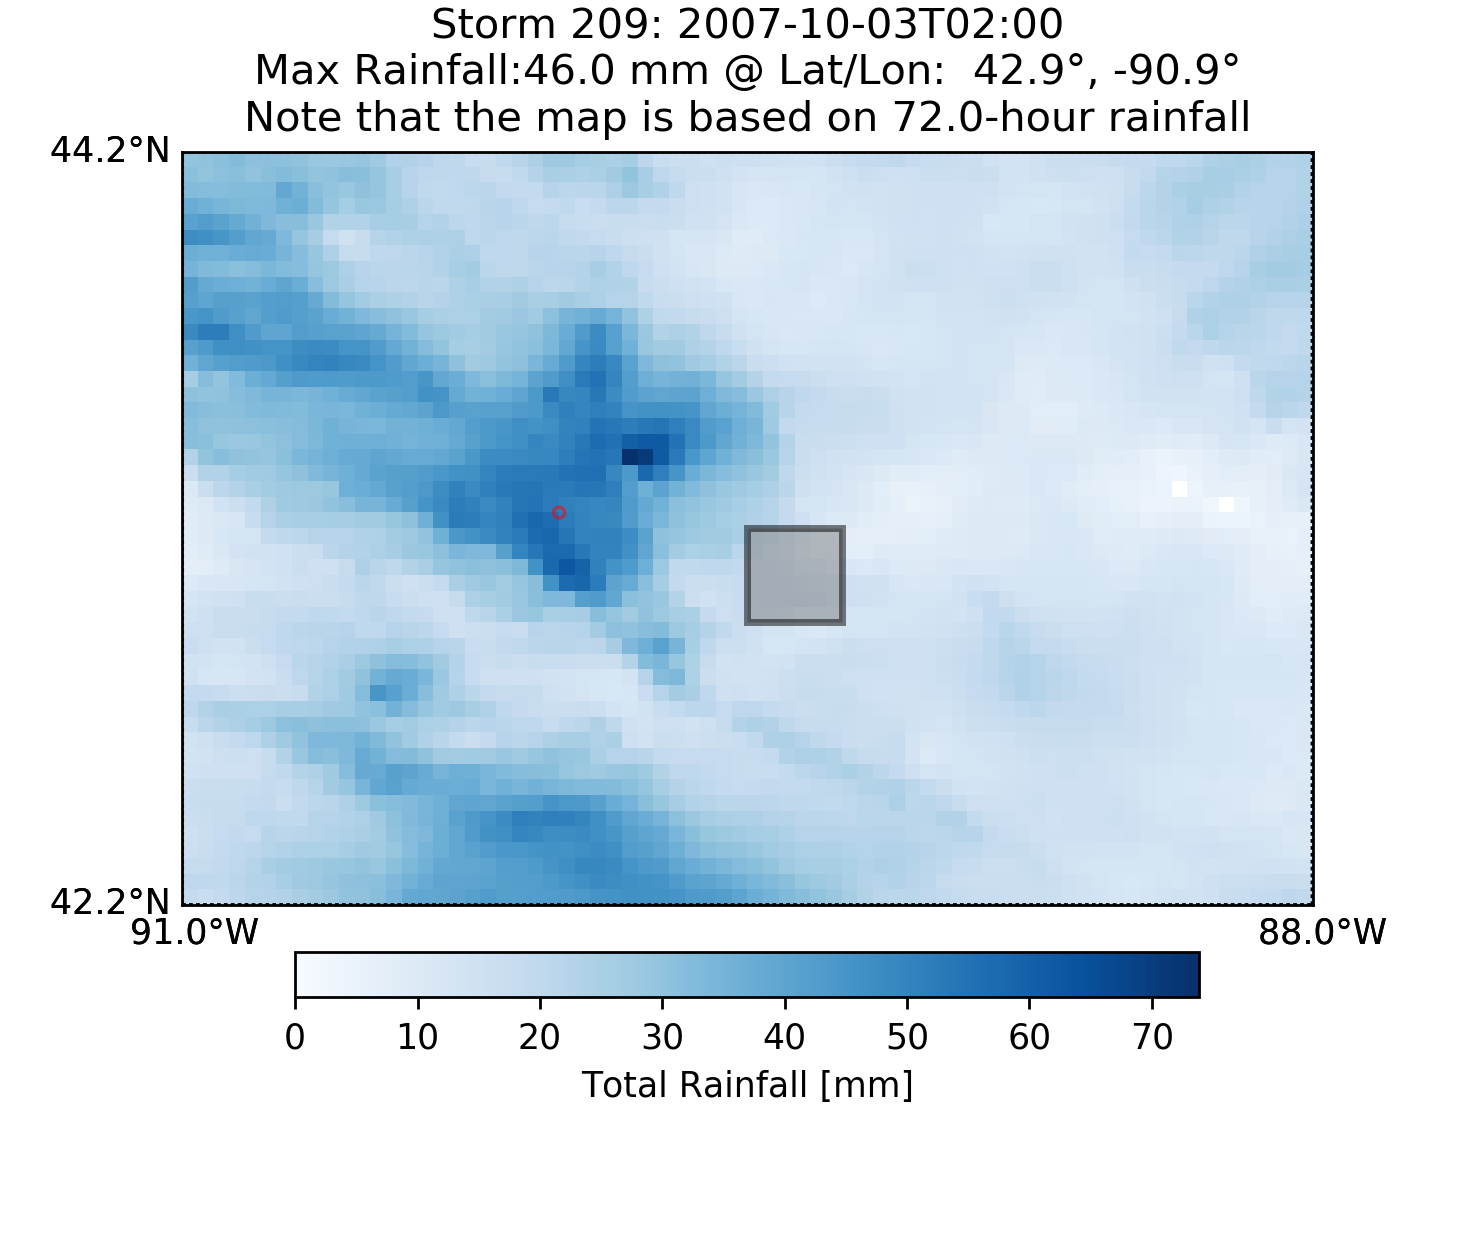 Storm 209: 2007-10-03T02:00
Max Rainfall:46.0 mm @ Lat/Lon:  42.9°, -90.9°
Note that the map is based on 72.0-hour rainfall
44.2°N
42.2°N
91.0°W 88.0°W
0 10 20 30 40 50 60 70
Total Rainfall [mm]